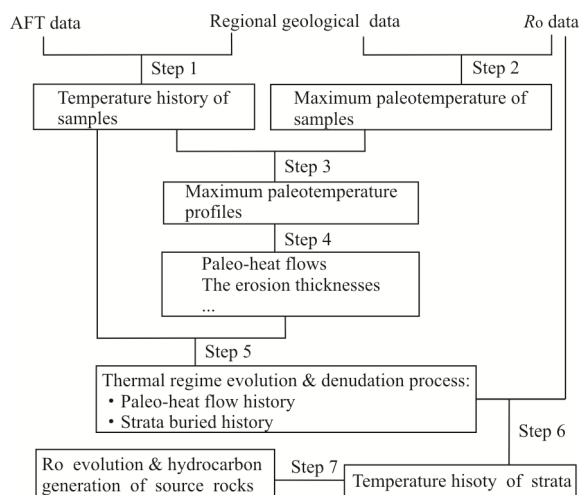 AFT data
Regional geological data
Ro data
Step 1
Step 2
Temperature history of
samples
Maximum paleotemperature of
samples
Step 3
Maximum paleotemperature
profiles
Step 4
Paleo-heat flows
The erosion thicknesses
...
Step 5
Thermal regime evolution & denudation process:
• Paleo-heat flow history
• Strata buried history
Step 6
Ro evolution & hydrocarbon
generation of source rocks
Step 7
Temperature hisoty of strata